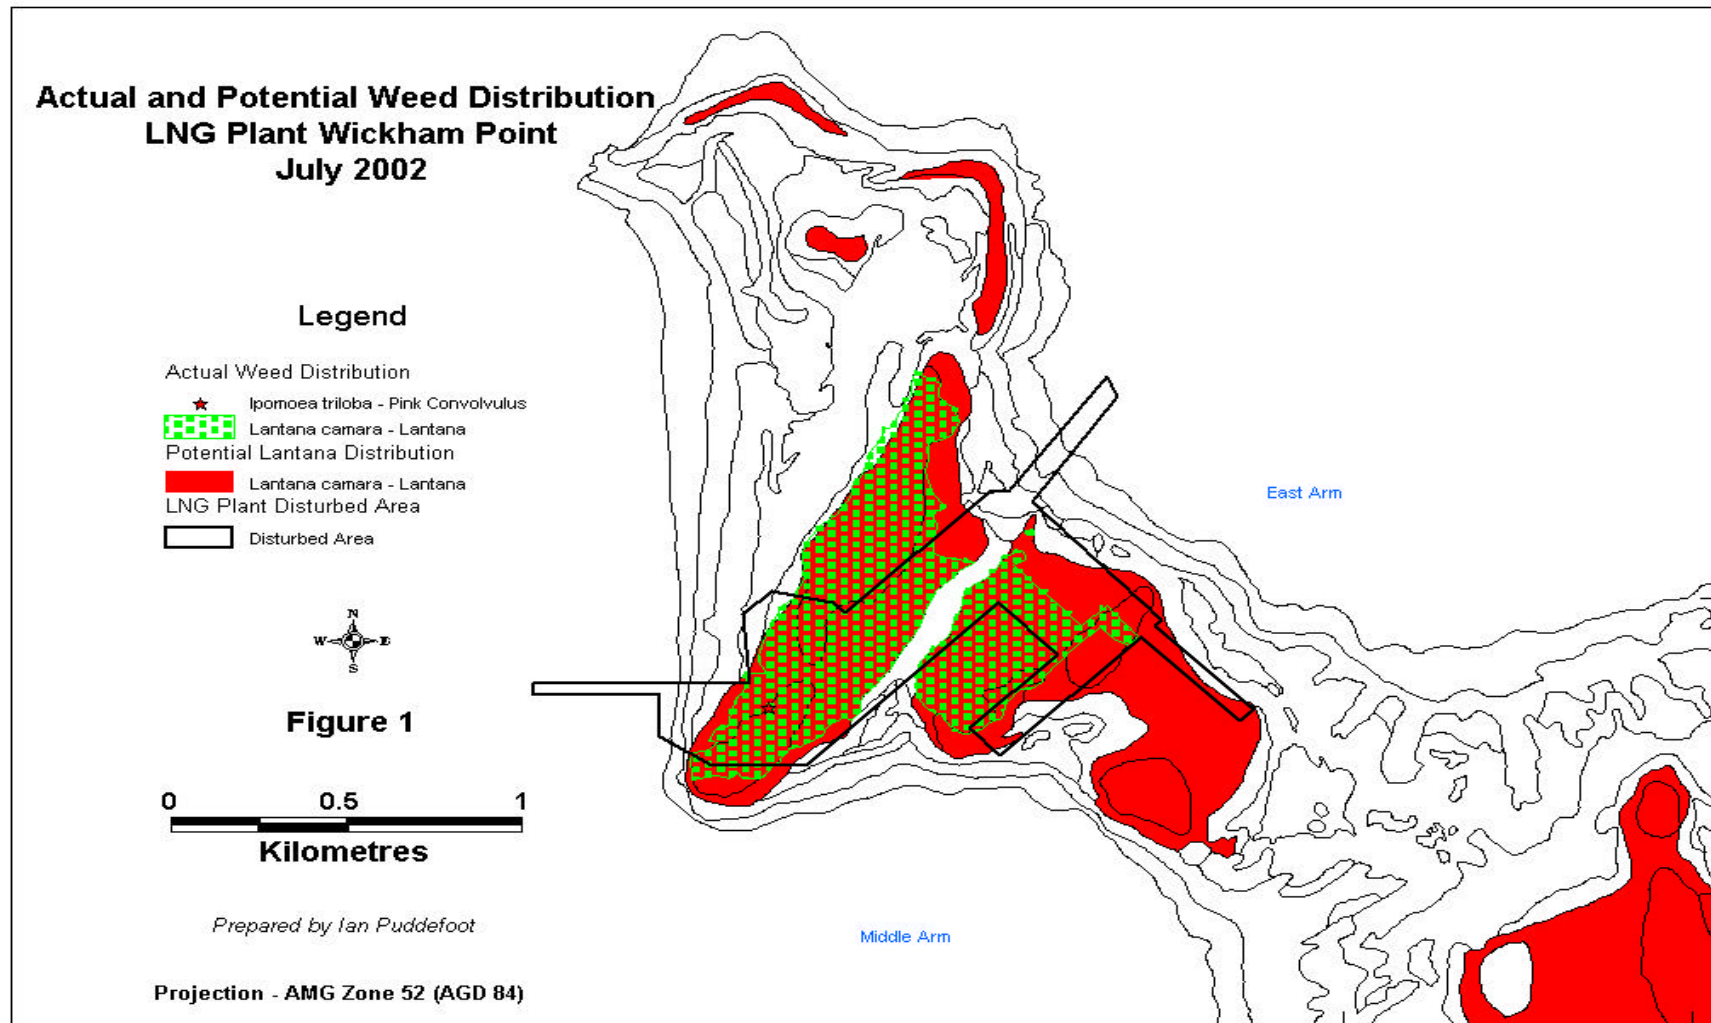 Actual and Potential Weed Distribution
LNG Plant Wickham Point
July 2002
Legend
Actual Weed Distribution
Ipomoea triloba - Pink Convolvulus
Lantana camara - Lantana
Potential Lantana Distribution
Lantana camara - Lantana
LNG Plant Disturbed Area
Disturbed Area
N
W E
S
Figure 1
0 0.5 1
Kilometres
Prepared by Ian Puddefoot
Projection - AMG Zone 52 (AGD 84)
East Arm
Middle Arm